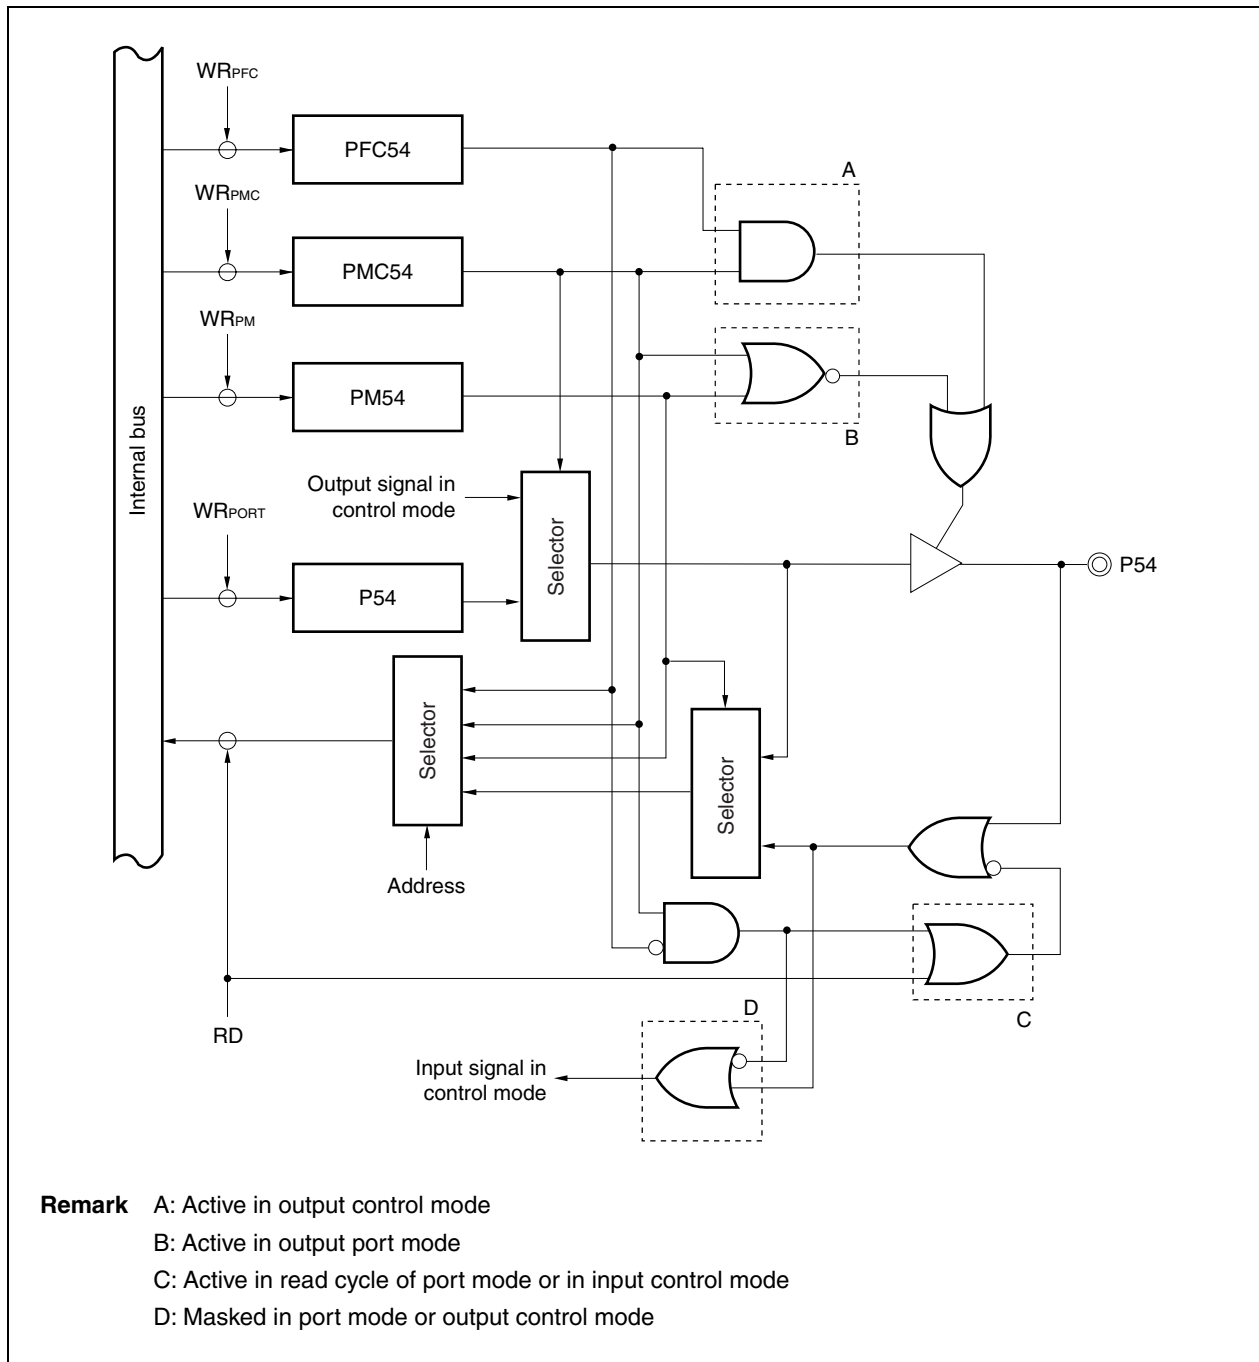 WRPFC
PFC54
A
WRPMC
PMC54
WRPM
PM54
B
Internal bus
Output signal in
control mode
Selector
WRPORT
P54
P54
Selector
Selector
Address
RD
C
D
Input signal in
control mode
Remark A: Active in output control mode
B: Active in output port mode
C: Active in read cycle of port mode or in input control mode
D: Masked in port mode or output control mode